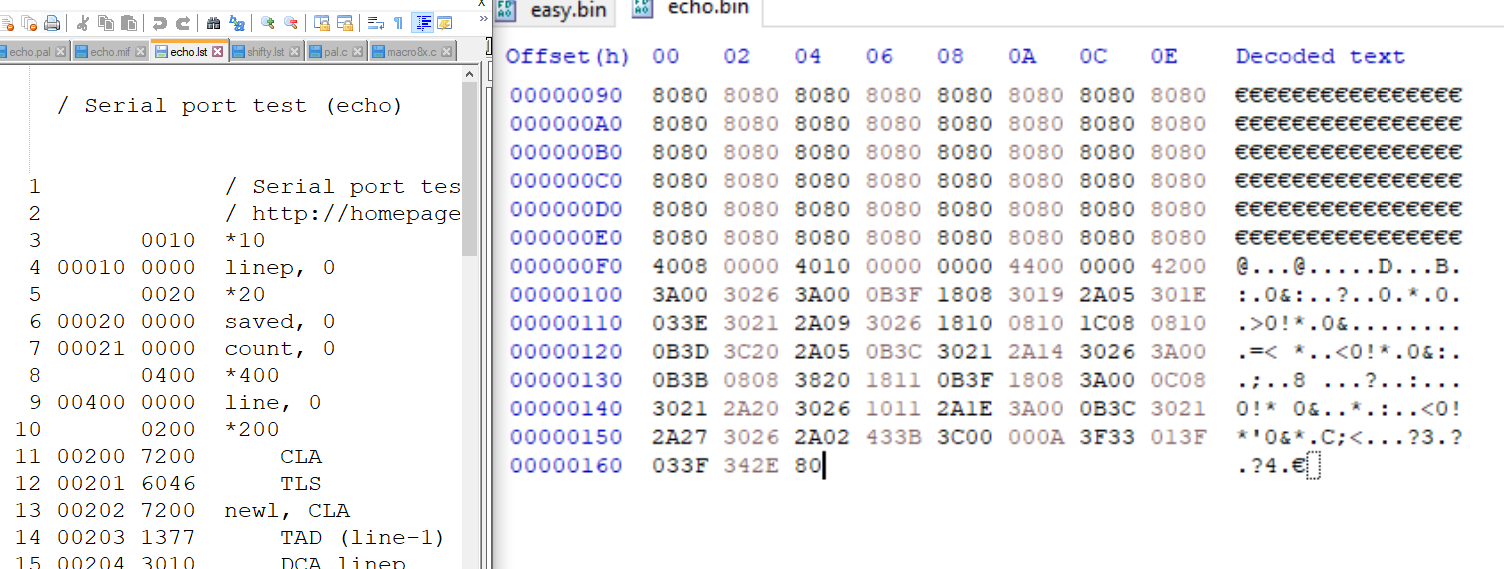 echo.pal echo.mif echo.lst shifty.lst pal.c macro8x.c
/ Serial port test (echo)
1 / Serial port tes
2 / http://homepage
3 0010 *10
4 00010 0000 linep, 0
5 0020 *20
6 00020 0000 saved, 0
7 00021 0000 count, 0
8 0400 *400
9 00400 0000 line, 0
10 0200 *200
11 00200 7200 CLA
12 00201 6046 TLS
13 00202 7200 newl, CLA
14 00203 1377 TAD (line-1)
15 00204 3010 DCA linep
easy.bin echo.bin
Offset(h) 00 02 04 06 08 0A 0C 0E Decoded text
00000090 8080 8080 8080 8080 8080 8080 8080 8080 €€€€€€€€€€€€€€€€
000000A0 8080 8080 8080 8080 8080 8080 8080 8080 €€€€€€€€€€€€€€€€
000000B0 8080 8080 8080 8080 8080 8080 8080 8080 €€€€€€€€€€€€€€€€
000000C0 8080 8080 8080 8080 8080 8080 8080 8080 €€€€€€€€€€€€€€€€
000000D0 8080 8080 8080 8080 8080 8080 8080 8080 €€€€€€€€€€€€€€€€
000000E0 8080 8080 8080 8080 8080 8080 8080 8080 €€€€€€€€€€€€€€€€
000000F0 4008 0000 4010 0000 0000 4400 0000 4200 @...@.....D...B.
00000100 3A00 3026 3A00 0B3F 1808 3019 2A05 301E :.0&:..?..0.*.0.
00000110 033E 3021 2A09 3026 1810 0810 1C08 0810 .>0!*.0&........
00000120 0B3D 3C20 2A05 0B3C 3021 2A14 3026 3A00 .=< *..<0!*.0&:.
00000130 0B3B 0808 3820 1811 0B3F 1808 3A00 0C08 .;..8 ...?..:...
00000140 3021 2A20 3026 1011 2A1E 3A00 0B3C 3021 0!* 0&..*.:..<0!
00000150 2A27 3026 2A02 433B 3C00 000A 3F33 013F *'0&*.C;<...?3.?
00000160 033F 342E 80 .?4.€